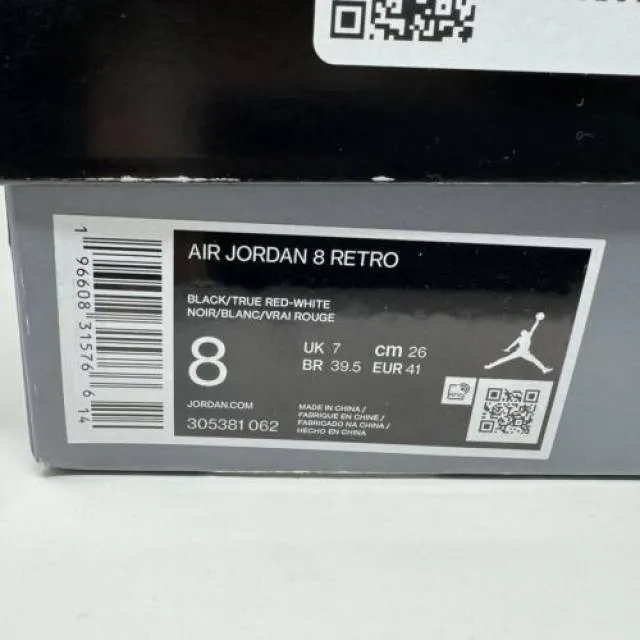 AIR JORDAN 8 RETRO
BLACK/TRUE RED-WHITE
NOIR/BLANC/VRAI ROUGE
8
UK 7 cm 26
BR 39.5 EUR 41
JORDAN.COM
305381 062
MADE IN CHINA /
FABRIQUE EN CHINE /
FABRICADO NA CHINA /
HECHO EN CHINA
1 96608 31576 6 14